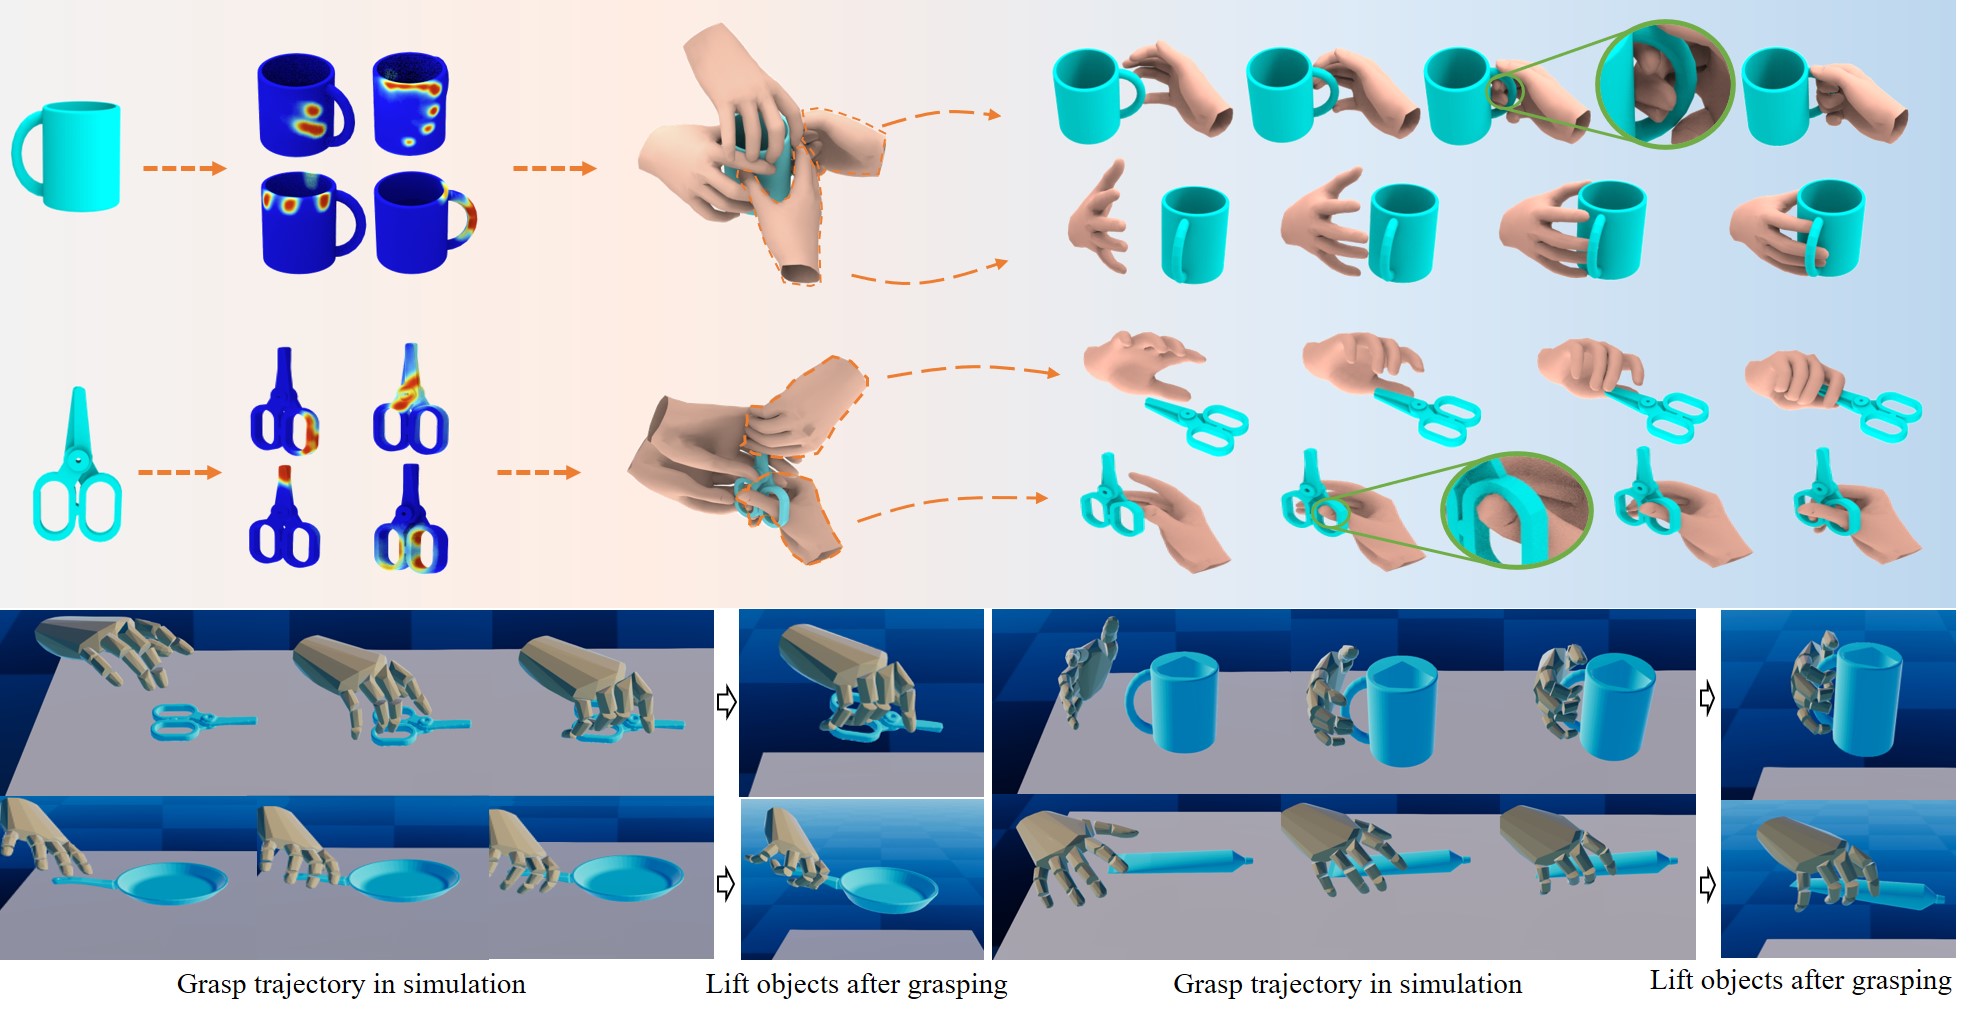 Grasp trajectory in simulation
Lift objects after grasping
Grasp trajectory in simulation
Lift objects after grasping